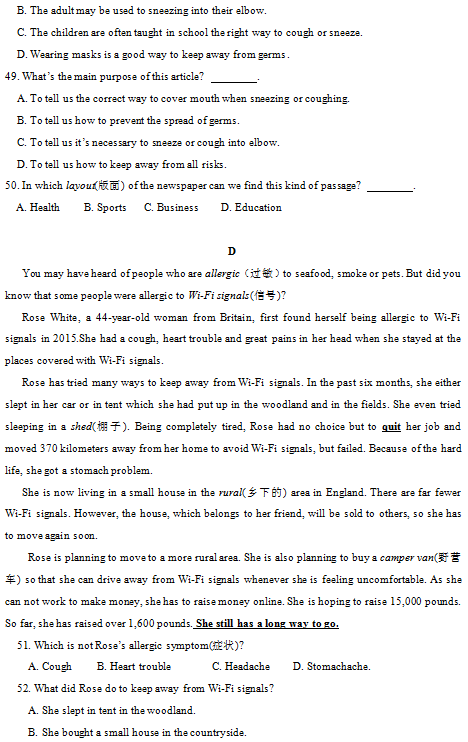 B. The adult may be used to sneezing into their elbow.
C. The children are often taught in school the right way to cough or sneeze.
D. Wearing masks is a good way to keep away from germs.
49. What's the main purpose of this article? ________.
A. To tell us the correct way to cover mouth when sneezing or coughing.
B. To tell us how to prevent the spread of germs.
C. To tell us it's necessary to sneeze or cough into elbow.
D. To tell us how to keep away from all risks.
50. In which layout(版面) of the newspaper can we find this kind of passage? ________.
A. Health B. Sports C. Business D. Education
D
You may have heard of people who are allergic（过敏）to seafood, smoke or pets. But did you
know that some people were allergic to Wi-Fi signals(信号)?
Rose White, a 44-year-old woman from Britain, first found herself being allergic to Wi-Fi
signals in 2015.She had a cough, heart trouble and great pains in her head when she stayed at the
places covered with Wi-Fi signals.
Rose has tried many ways to keep away from Wi-Fi signals. In the past six months, she either
slept in her car or in tent which she had put up in the woodland and in the fields. She even tried
sleeping in a shed(棚子). Being completely tired, Rose had no choice but to quit her job and
moved 370 kilometers away from her home to avoid Wi-Fi signals, but failed. Because of the hard
life, she got a stomach problem.
She is now living in a small house in the rural(乡下的) area in England. There are far fewer
Wi-Fi signals. However, the house, which belongs to her friend, will be sold to others, so she has
to move again soon.
Rose is planning to move to a more rural area. She is also planning to buy a camper van(野营
车) so that she can drive away from Wi-Fi signals whenever she is feeling uncomfortable. As she
can not work to make money, she has to raise money online. She is hoping to raise 15,000 pounds.
So far, she has raised over 1,600 pounds. She still has a long way to go.
51. Which is not Rose's allergic symptom(症状)?
A. Cough B. Heart trouble C. Headache D. Stomachache.
52. What did Rose do to keep away from Wi-Fi signals?
A. She slept in tent in the woodland.
B. She bought a small house in the countryside.